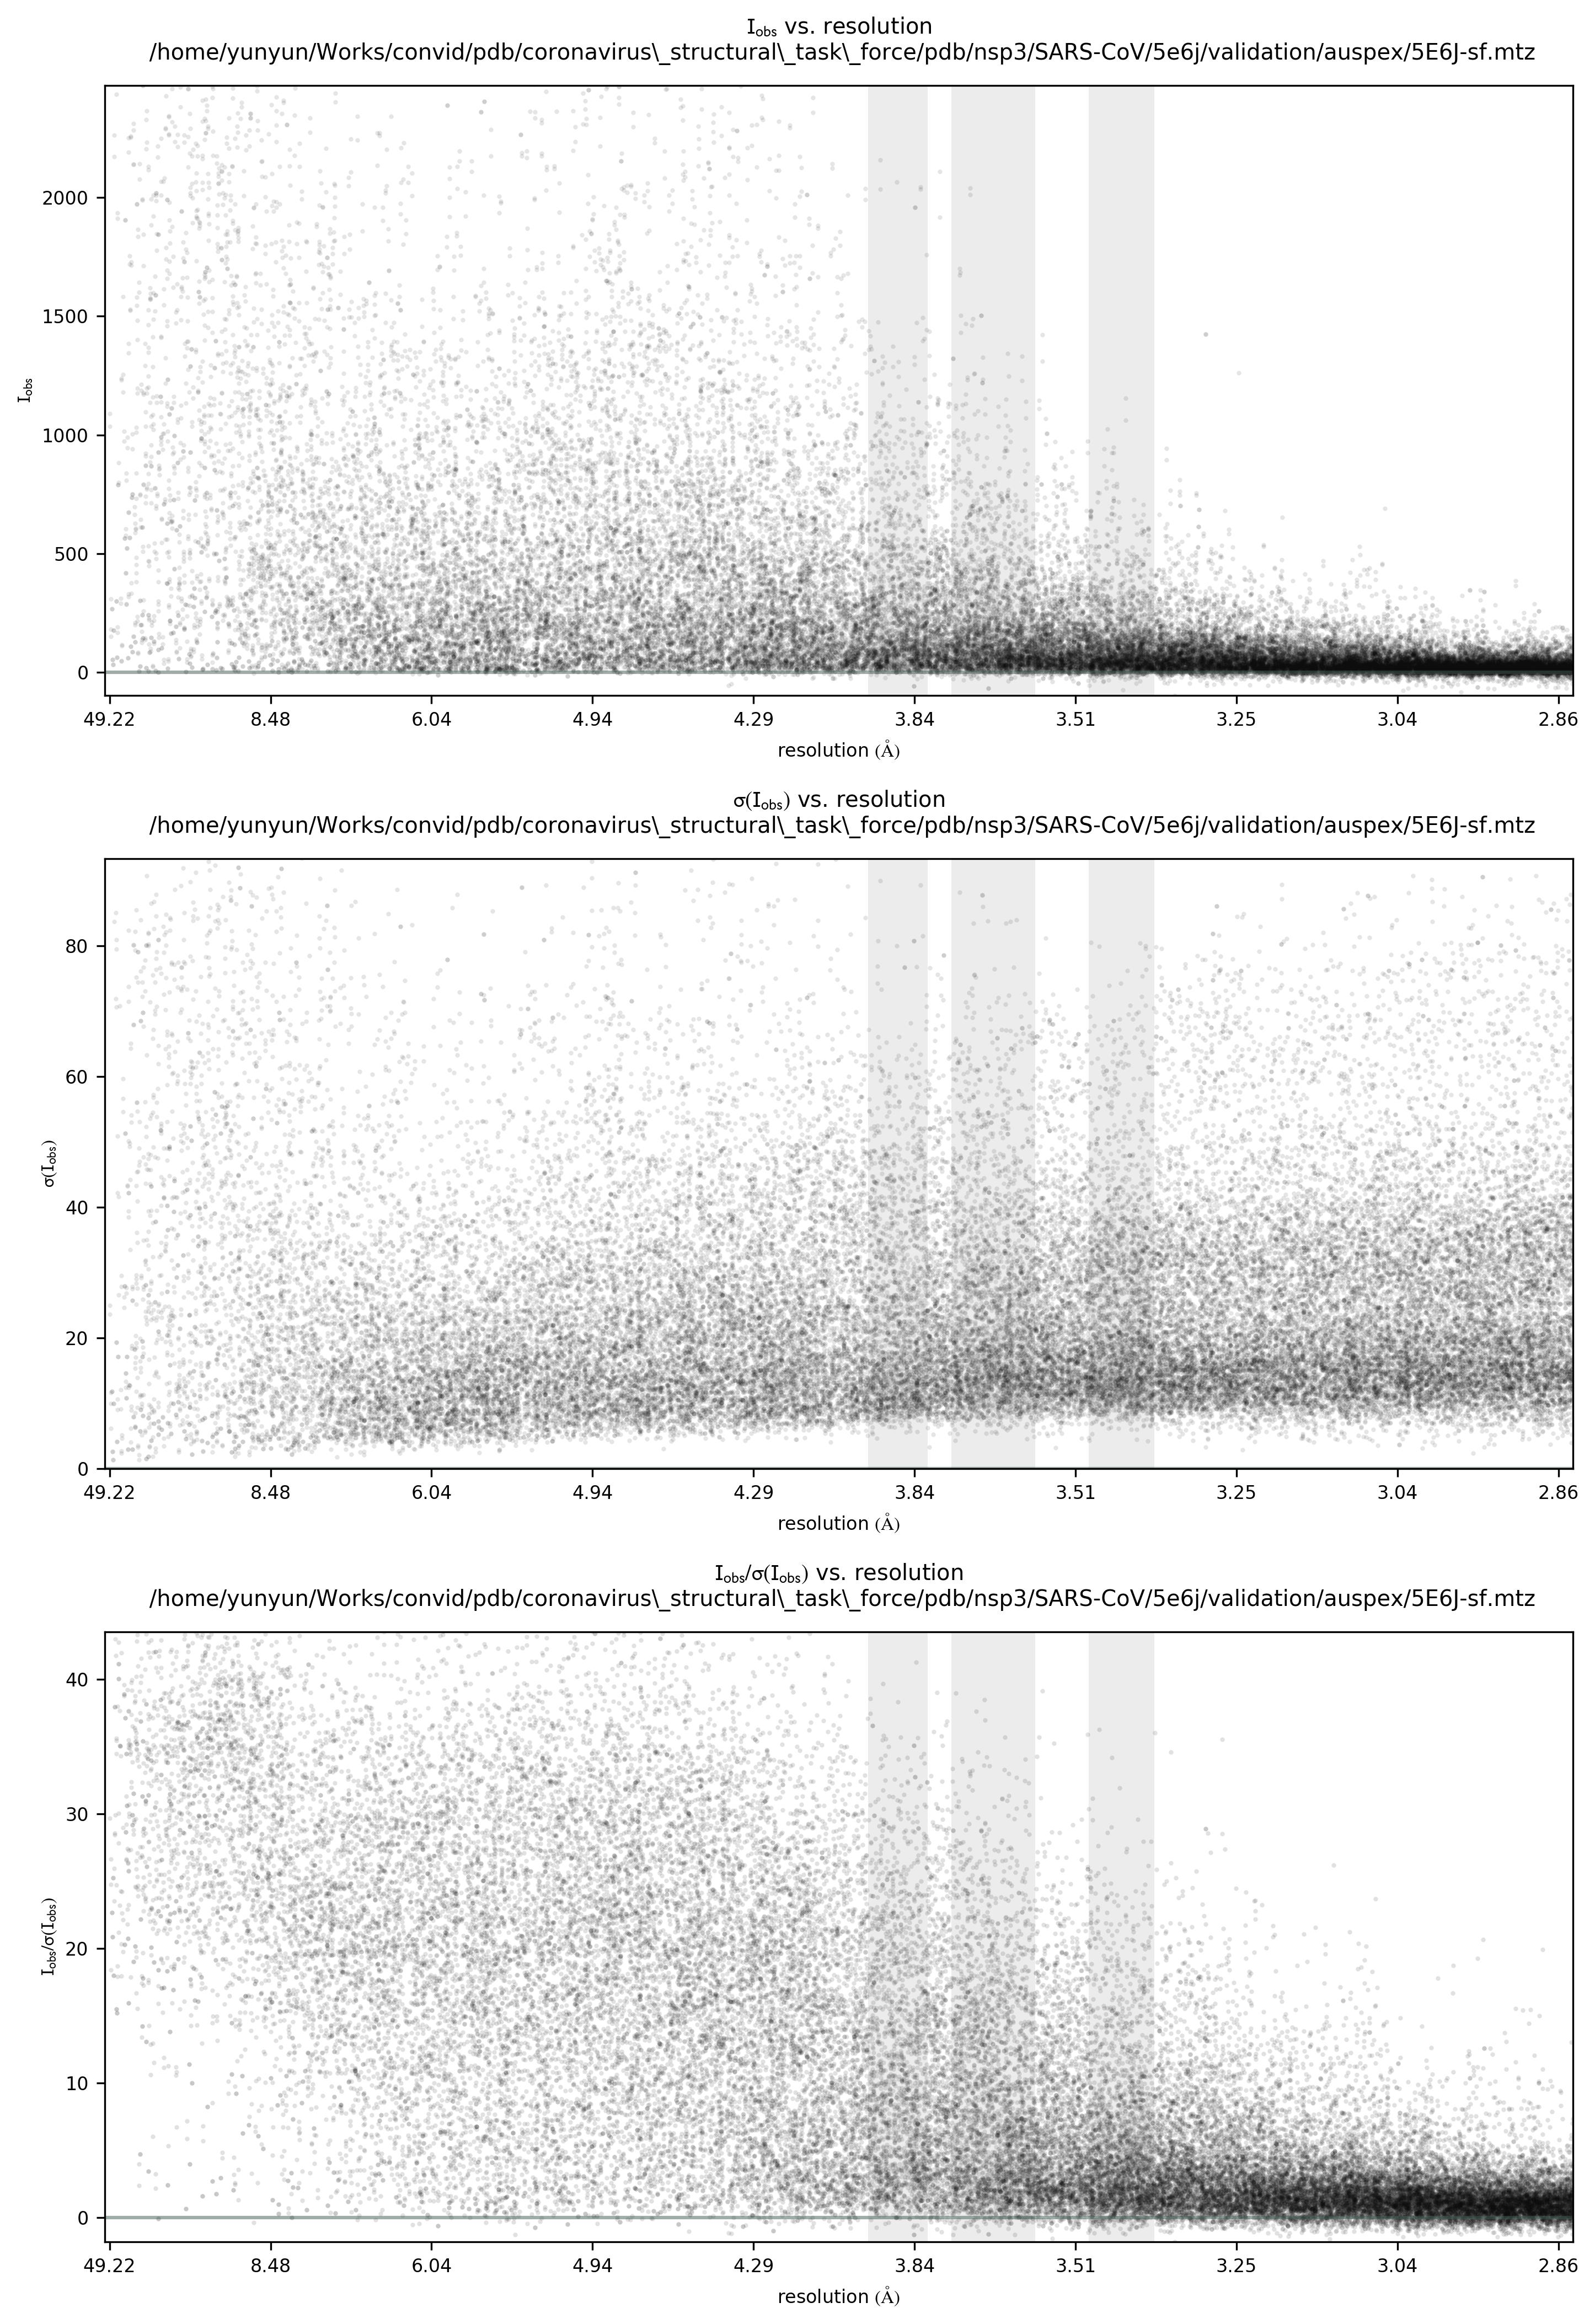 Iobs vs. resolution
/home/yunyun/Works/convid/pdb/coronavirus\_structural\_task\_force/pdb/nsp3/SARS-CoV/5e6j/validation/auspex/5E6J-sf.mtz
Iobs
2000
1500
1000
500
0
49.22 8.48 6.04 4.94 4.29 3.84 3.51 3.25 3.04 2.86
resolution (Å)
σ(Iobs) vs. resolution
/home/yunyun/Works/convid/pdb/coronavirus\_structural\_task\_force/pdb/nsp3/SARS-CoV/5e6j/validation/auspex/5E6J-sf.mtz
σ(Iobs)
80
60
40
20
0
49.22 8.48 6.04 4.94 4.29 3.84 3.51 3.25 3.04 2.86
resolution (Å)
Iobs/σ(Iobs) vs. resolution
/home/yunyun/Works/convid/pdb/coronavirus\_structural\_task\_force/pdb/nsp3/SARS-CoV/5e6j/validation/auspex/5E6J-sf.mtz
Iobs/σ(Iobs)
40
30
20
10
0
49.22 8.48 6.04 4.94 4.29 3.84 3.51 3.25 3.04 2.86
resolution (Å)